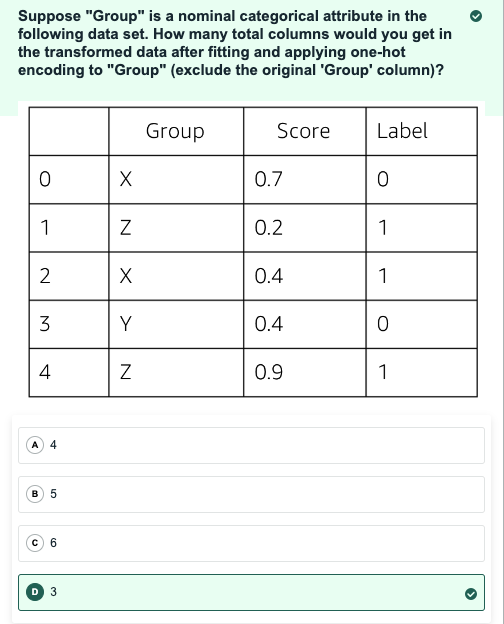 Suppose "Group" is a nominal categorical attribute in the
following data set. How many total columns would you get in
the transformed data after fitting and applying one-hot
encoding to "Group" (exclude the original 'Group' column)?
Group Score Label
0 X 0.7 0
1 Z 0.2 1
2 X 0.4 1
3 Y 0.4 0
4 Z 0.9 1
A 4
B 5
C 6
D 3